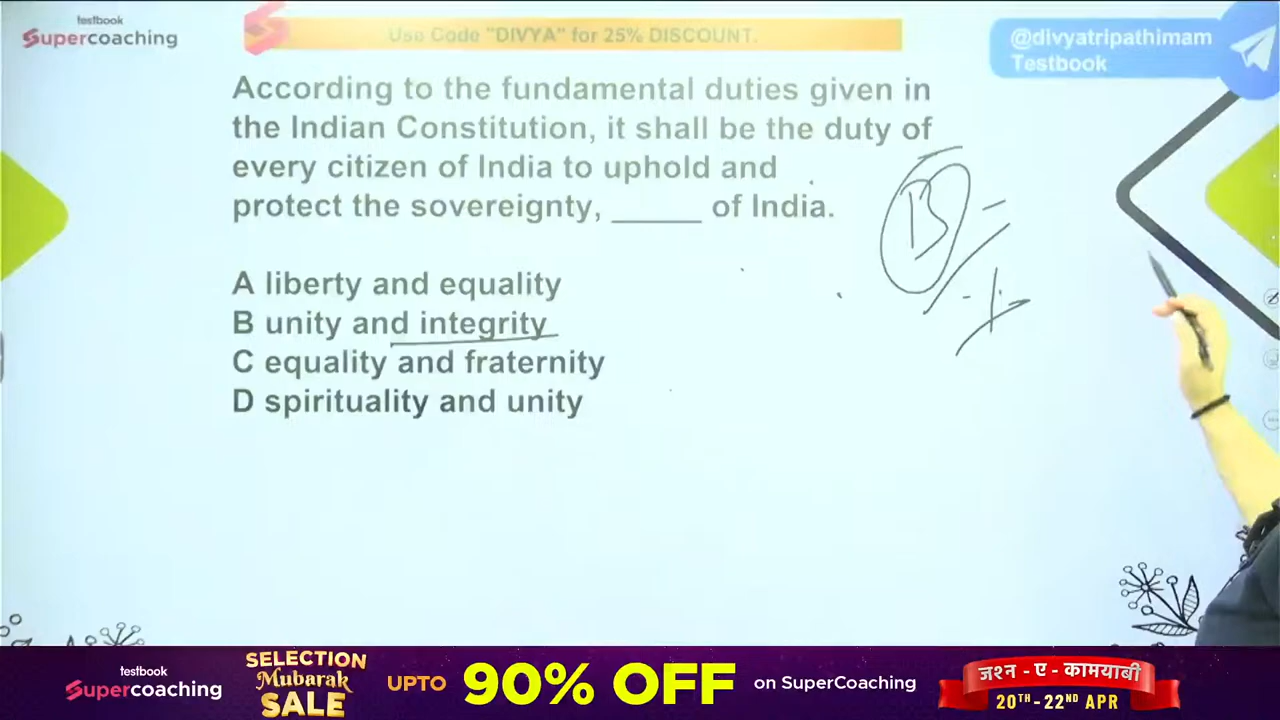 testbook
Supercoaching
Use Code "DIVYA" for 25% DISCOUNT.
@divyatripathimam
Testbook
According to the fundamental duties given in
the Indian Constitution, it shall be the duty of
every citizen of India to uphold and
protect the sovereignty, ______ of India.
A liberty and equality
B unity and integrity
C equality and fraternity
D spirituality and unity
B
testbook
Supercoaching
SELECTION
Mubarak
SALE
UPTO 90% OFF on SuperCoaching
जश्न - ए - कामयाबी
20TH - 22ND APR